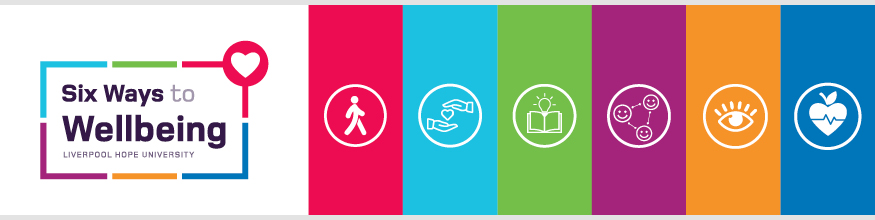 Six Ways to
Wellbeing
LIVERPOOL HOPE UNIVERSITY